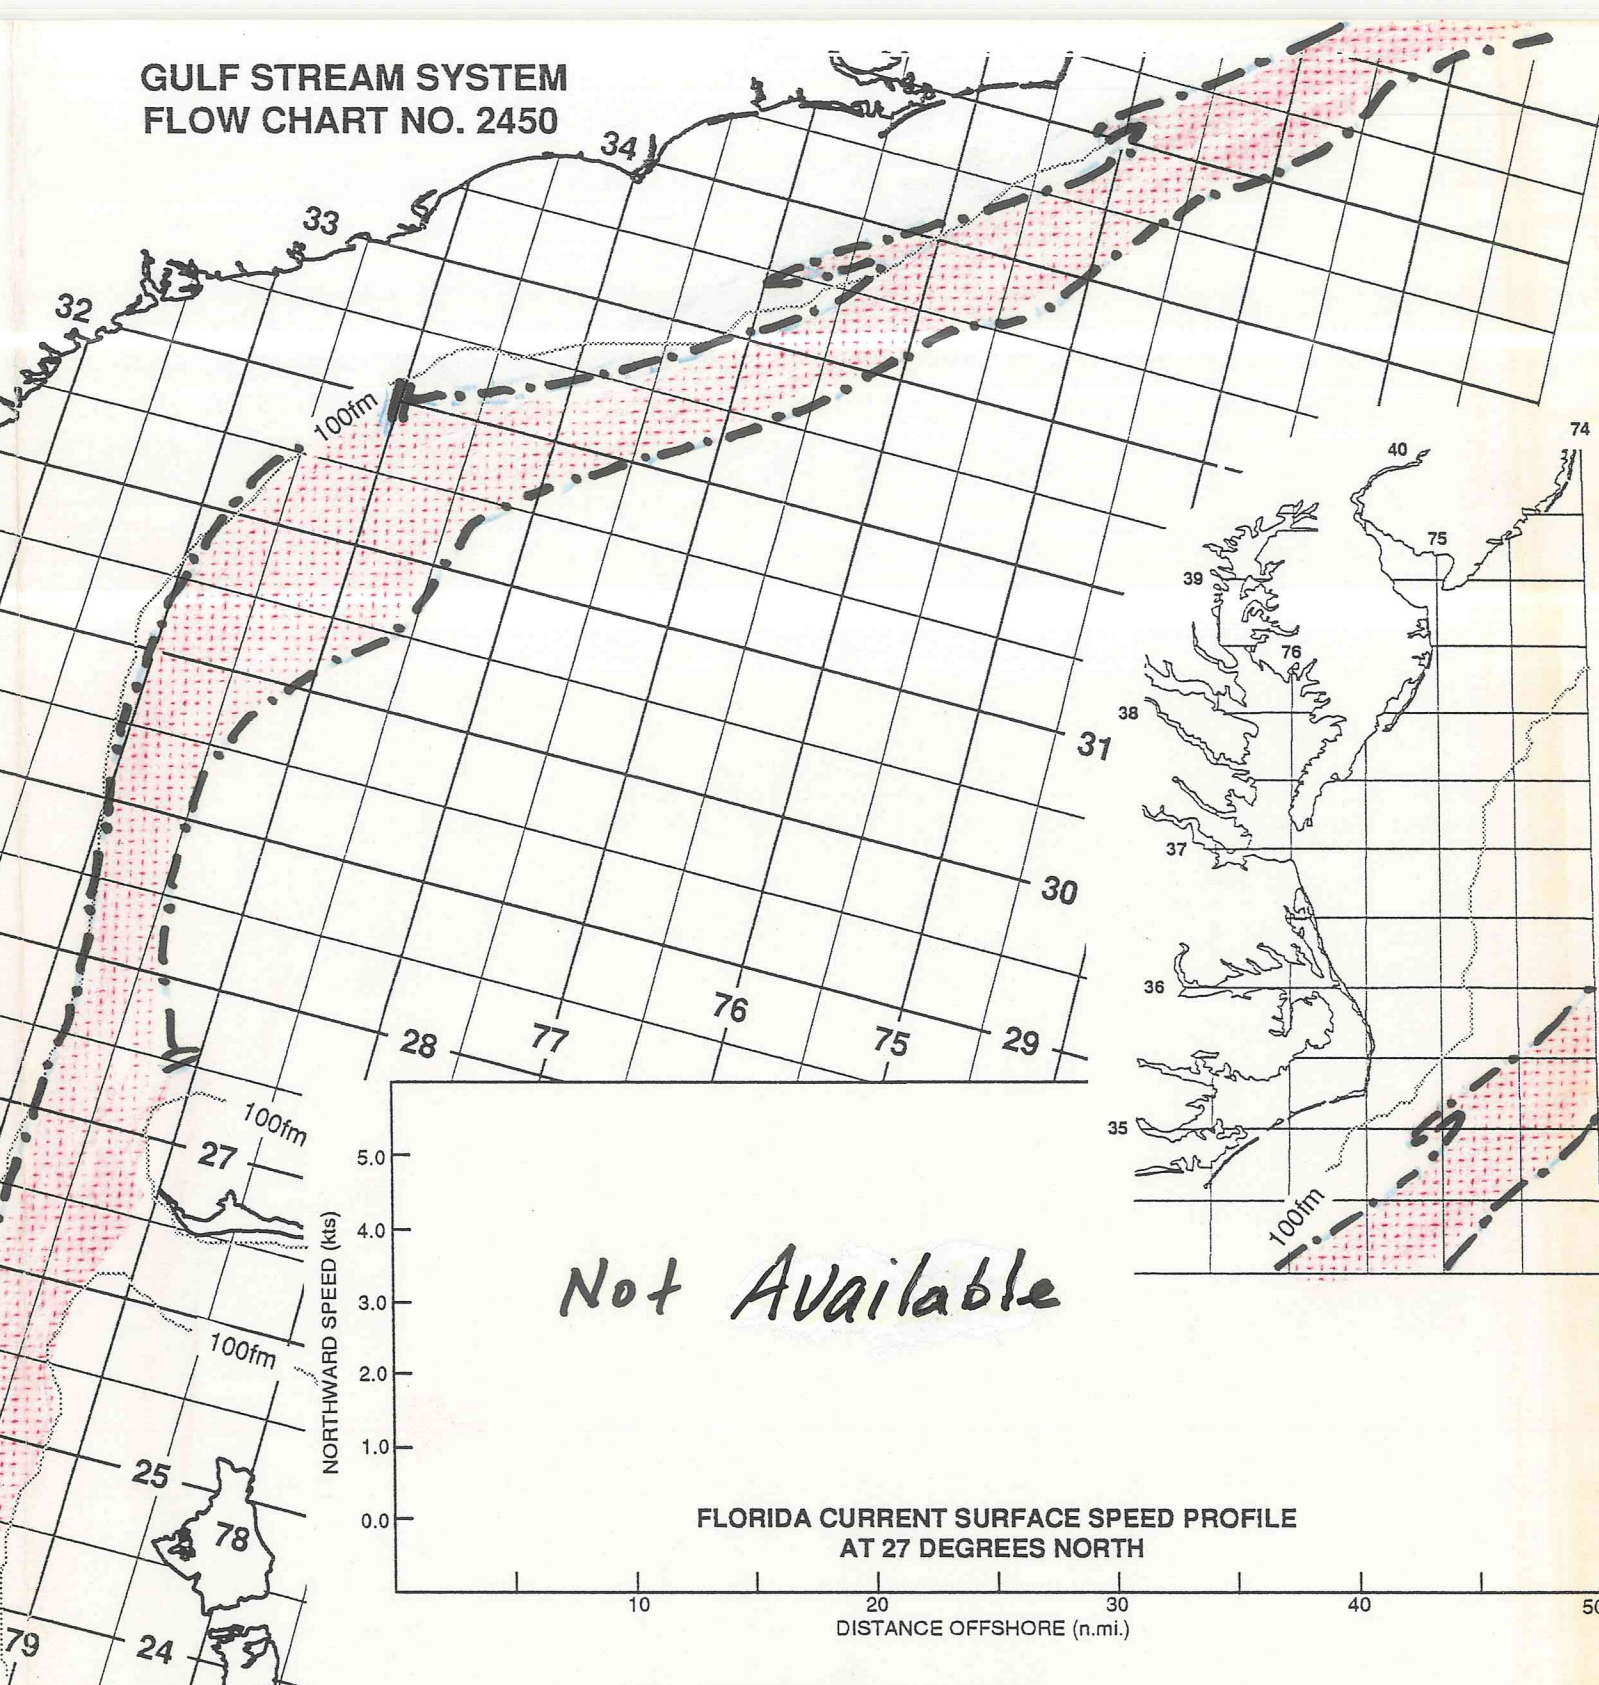 GULF STREAM SYSTEM
FLOW CHART NO. 2450
34
33
32
100fm
40
74
75
39
76
38
37
36
35
100fm
31
30
29
28
77
76
75
100fm
27
100fm
25
78
79
24
NORTHWARD SPEED (kts)
5.0
4.0
3.0
2.0
1.0
0.0
Not Available
FLORIDA CURRENT SURFACE SPEED PROFILE
AT 27 DEGREES NORTH
10 20 30 40 50
DISTANCE OFFSHORE (n.mi.)